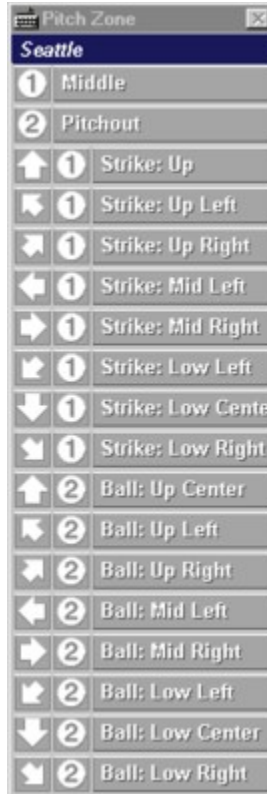 Pitch Zone
Seattle
1 Middle
2 Pitchout
1 Strike: Up
1 Strike: Up Left
1 Strike: Up Right
1 Strike: Mid Left
1 Strike: Mid Right
1 Strike: Low Left
1 Strike: Low Cente
1 Strike: Low Right
2 Ball: Up Center
2 Ball: Up Left
2 Ball: Up Right
2 Ball: Mid Left
2 Ball: Mid Right
2 Ball: Low Left
2 Ball: Low Center
2 Ball: Low Right